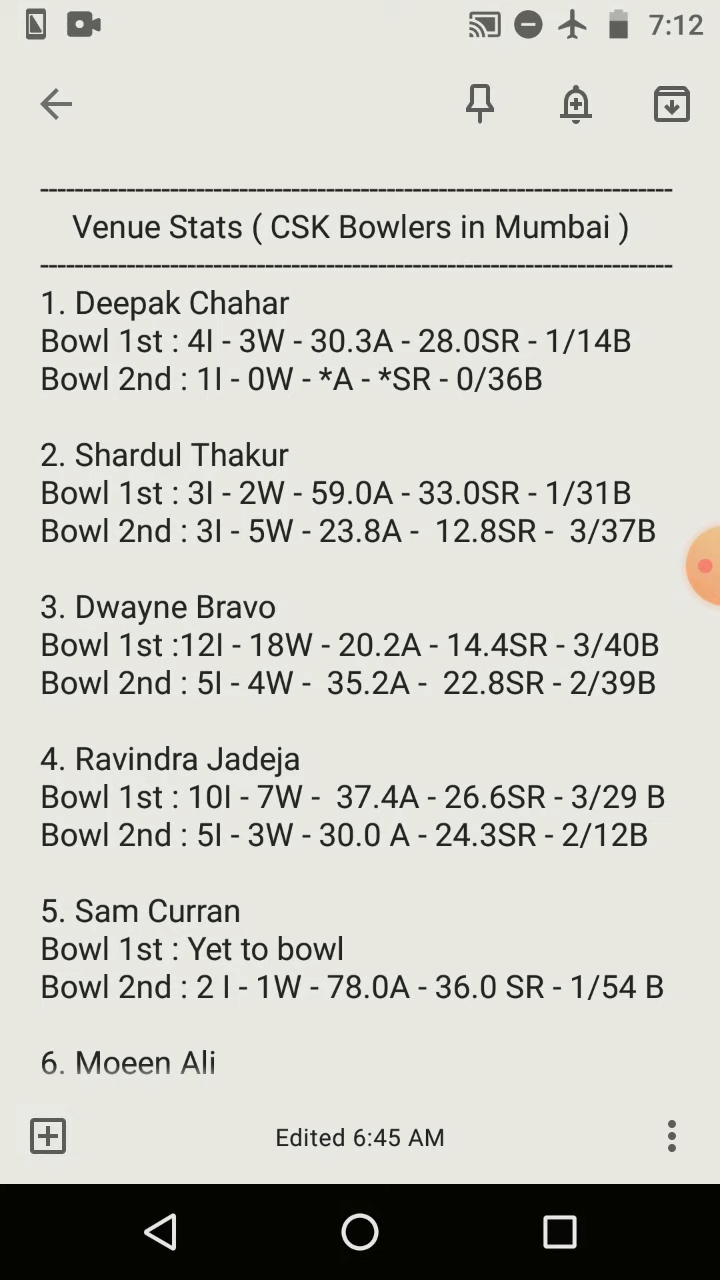 7:12
--------------------------------------------------------------------------
Venue Stats ( CSK Bowlers in Mumbai )
--------------------------------------------------------------------------
1. Deepak Chahar
Bowl 1st : 4I - 3W - 30.3A - 28.0SR - 1/14B
Bowl 2nd : 1I - 0W - *A - *SR - 0/36B
2. Shardul Thakur
Bowl 1st : 3I - 2W - 59.0A - 33.0SR - 1/31B
Bowl 2nd : 3I - 5W - 23.8A -  12.8SR -  3/37B
3. Dwayne Bravo
Bowl 1st :12I - 18W - 20.2A - 14.4SR - 3/40B
Bowl 2nd : 5I - 4W -  35.2A -  22.8SR - 2/39B
4. Ravindra Jadeja
Bowl 1st : 10I - 7W -  37.4A - 26.6SR - 3/29 B
Bowl 2nd : 5I - 3W - 30.0 A - 24.3SR - 2/12B
5. Sam Curran
Bowl 1st : Yet to bowl
Bowl 2nd : 2 I - 1W - 78.0A - 36.0 SR - 1/54 B
6. Moeen Ali
Edited 6:45 AM